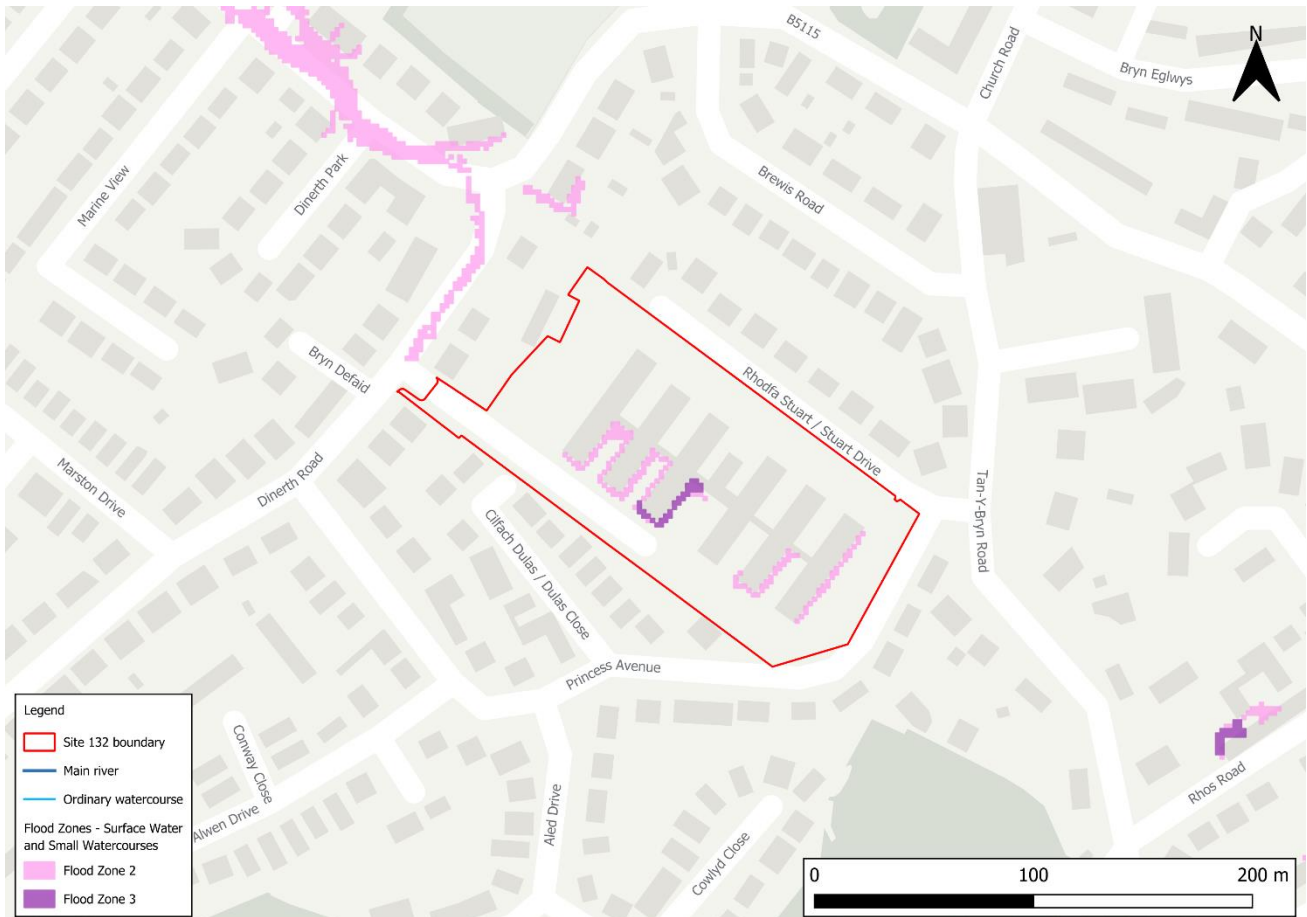 B5115
Church Road
N
Bryn Eglwys
Marine View
Dinerth Park
Brewis Road
Bryn Defaid
Rhodfa Stuart / Stuart Drive
Marston Drive
Dinerth Road
Cilfach Dulas / Dulas Close
Tan-Y-Bryn Road
Princess Avenue
Conway Close
Alwen Drive
Aled Drive
Cowlyd Close
Rhos Road
Legend
Site 132 boundary
Main river
Ordinary watercourse
Flood Zones - Surface Water
and Small Watercourses
Flood Zone 2
Flood Zone 3
0 100 200 m